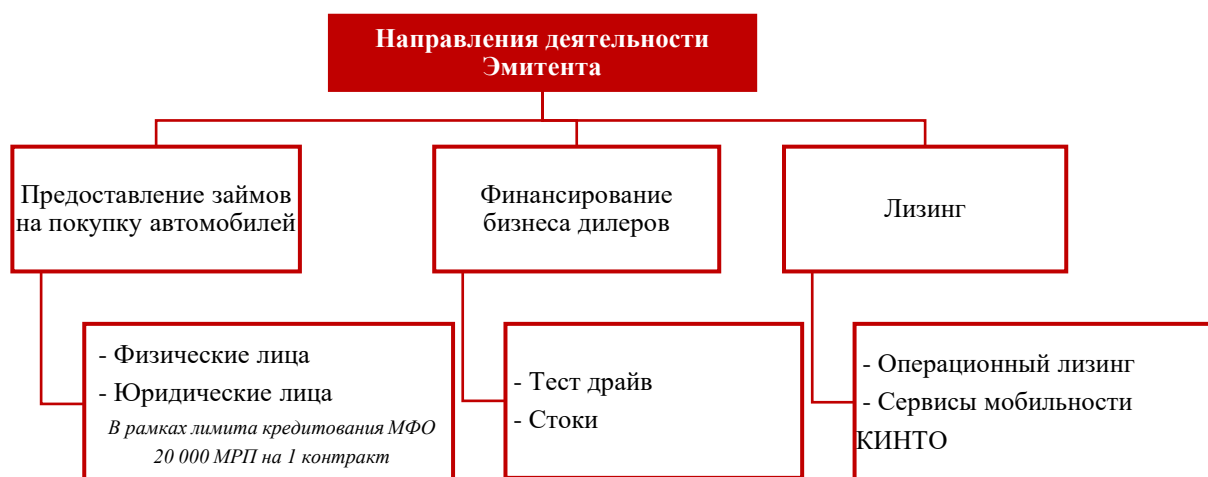 Направления деятельности
Эмитента
Предоставление займов
на покупку автомобилей
Финансирование
бизнеса дилеров
Лизинг
- Физические лица
- Юридические лица
В рамках лимита кредитования МФО
20 000 МРП на 1 контракт
- Тест драйв
- Стоки
- Операционный лизинг
- Сервисы мобильности
КИНТО